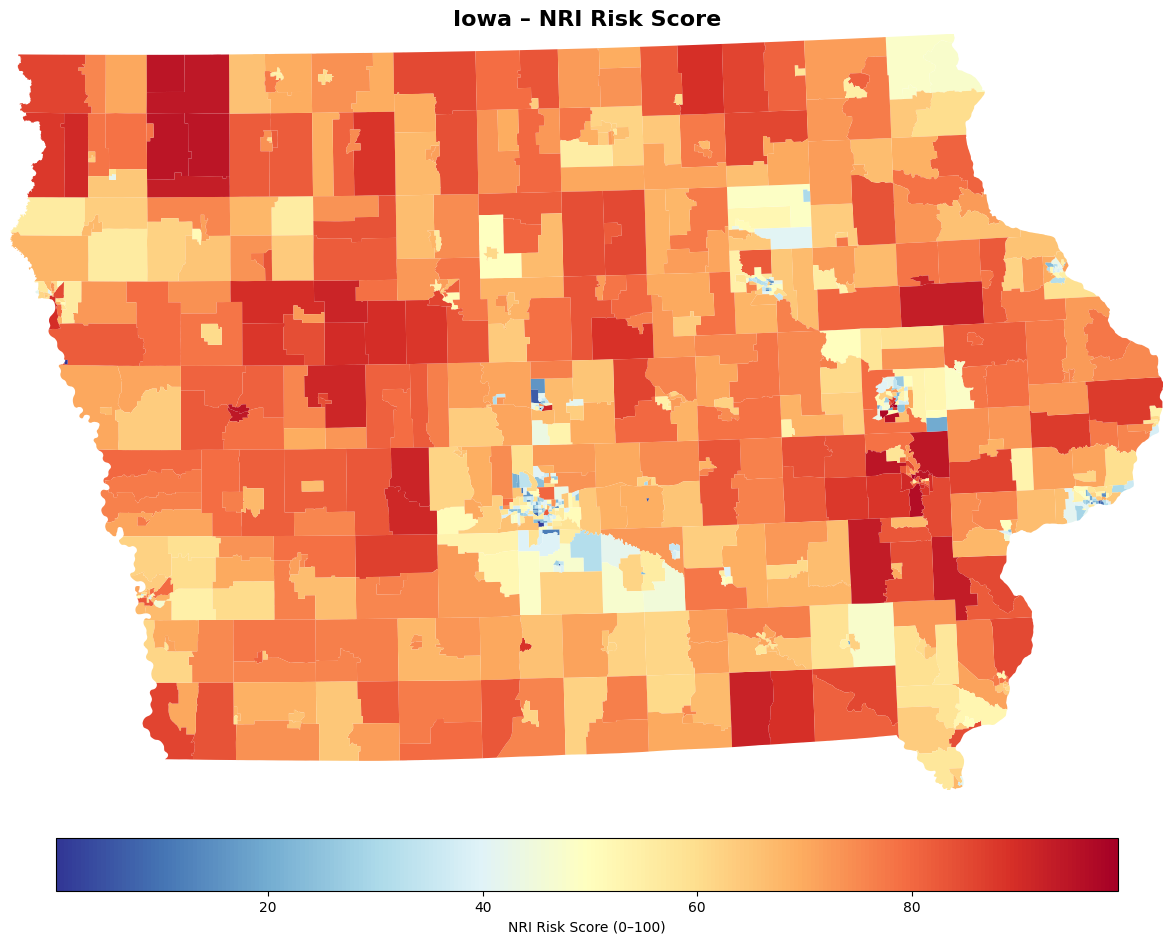 Iowa – NRI Risk Score
20 40 60 80
NRI Risk Score (0–100)